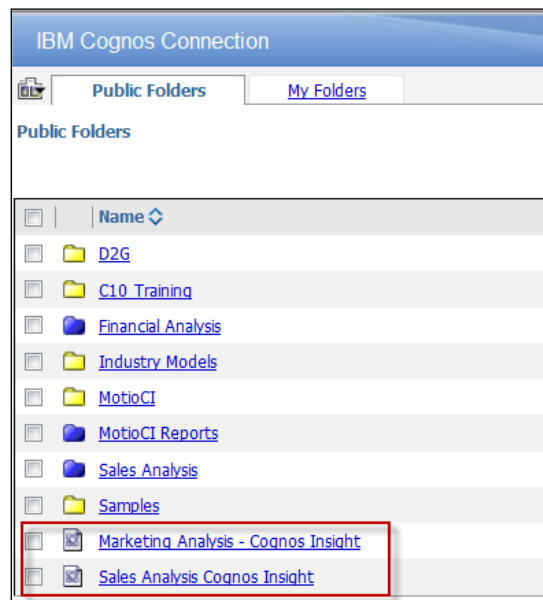 IBM Cognos Connection
Public Folders My Folders
Public Folders
Name
D2G
C10 Training
Financial Analysis
Industry Models
MotioCI
MotioCI Reports
Sales Analysis
Samples
Marketing Analysis - Cognos Insight
Sales Analysis Cognos Insight